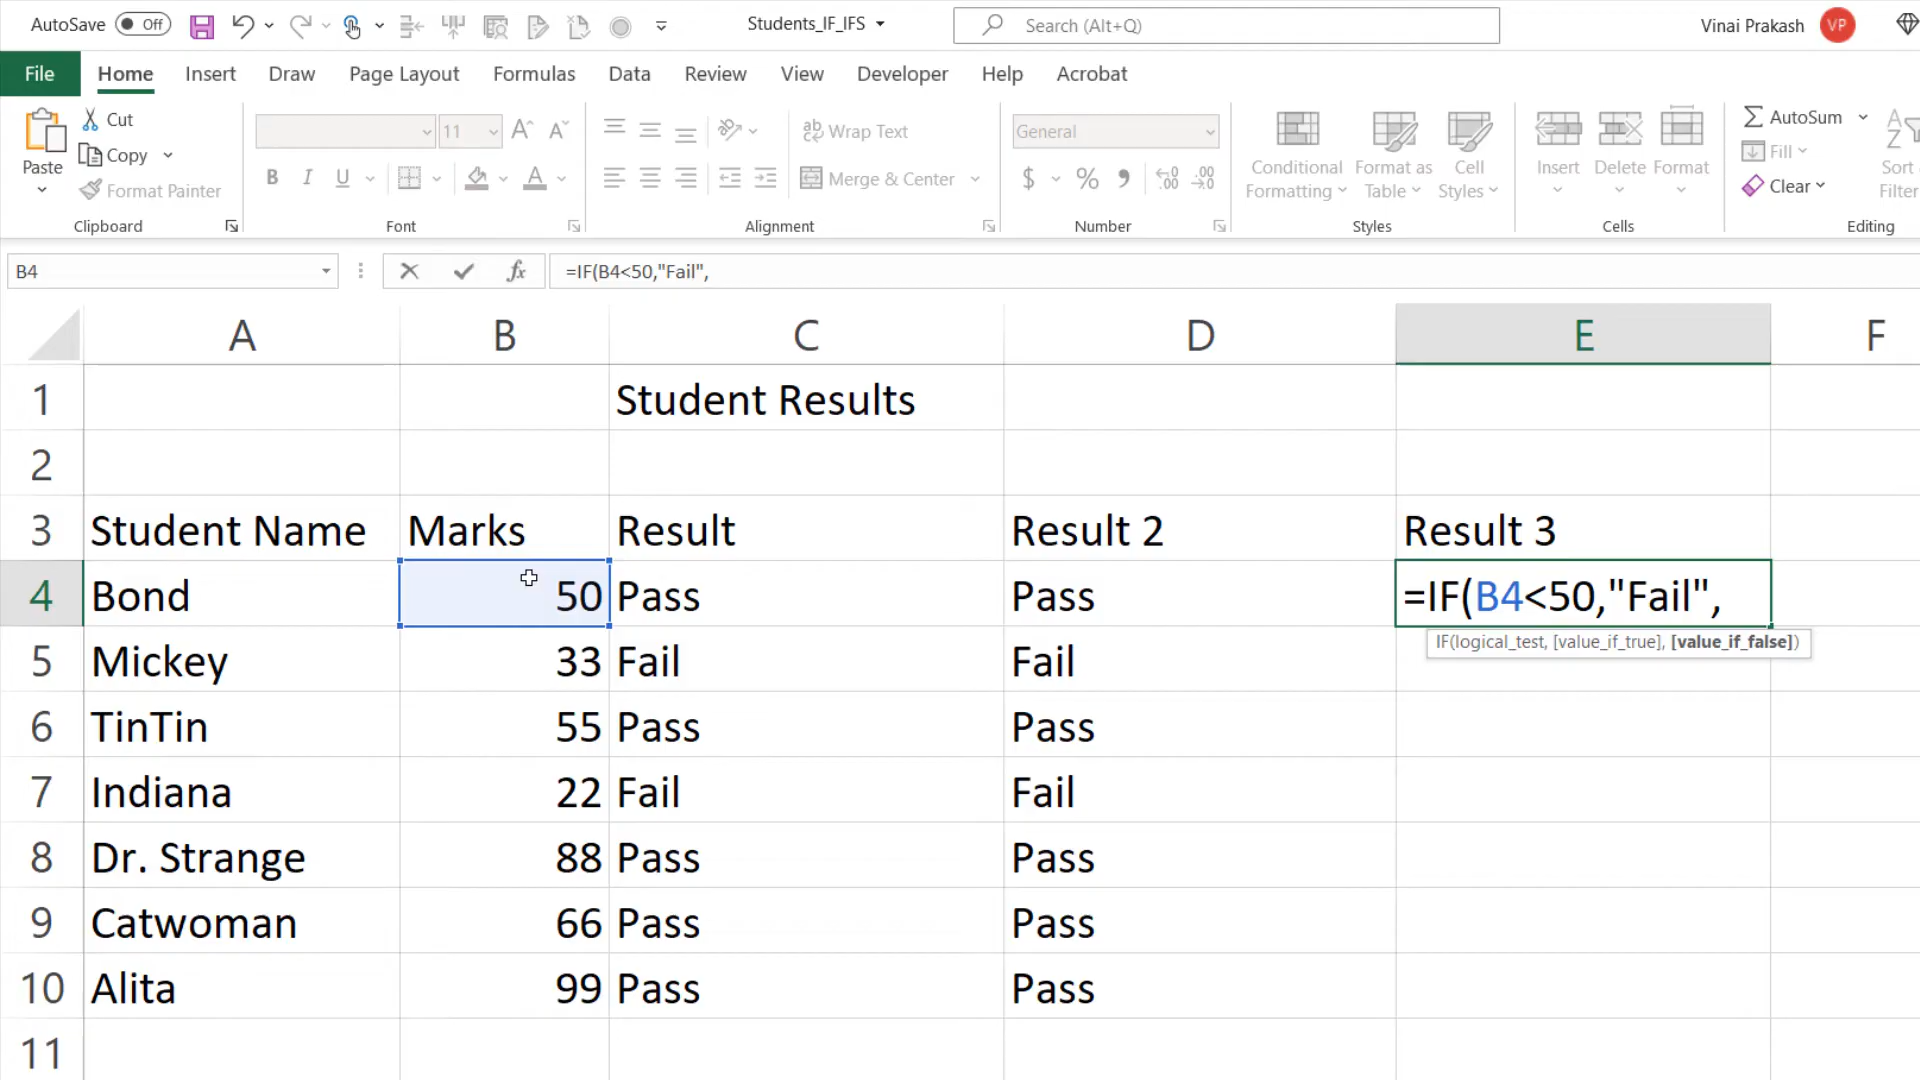 AutoSave Off Students_IF_IFS Search (Alt+Q) Vinai Prakash VP
File Home Insert Draw Page Layout Formulas Data Review View Developer Help Acrobat
Paste
Cut
Copy
Format Painter
Clipboard
11
B I U
Font
Wrap Text
Merge & Center
Alignment
General
$ % 9 .00 .00
Number
Conditional Formatting
Format as Table
Cell Styles
Styles
Insert Delete Format
Cells
AutoSum
Fill
Clear
Sort
Filter
Editing
B4 fx =IF(B4<50,"Fail",
A B C D E F
1 Student Results
2
3 Student Name Marks Result Result 2 Result 3
4 Bond 50 Pass Pass =IF(B4<50,"Fail",
IF(logical_test, [value_if_true], [value_if_false])
5 Mickey 33 Fail Fail
6 TinTin 55 Pass Pass
7 Indiana 22 Fail Fail
8 Dr. Strange 88 Pass Pass
9 Catwoman 66 Pass Pass
10 Alita 99 Pass Pass
11